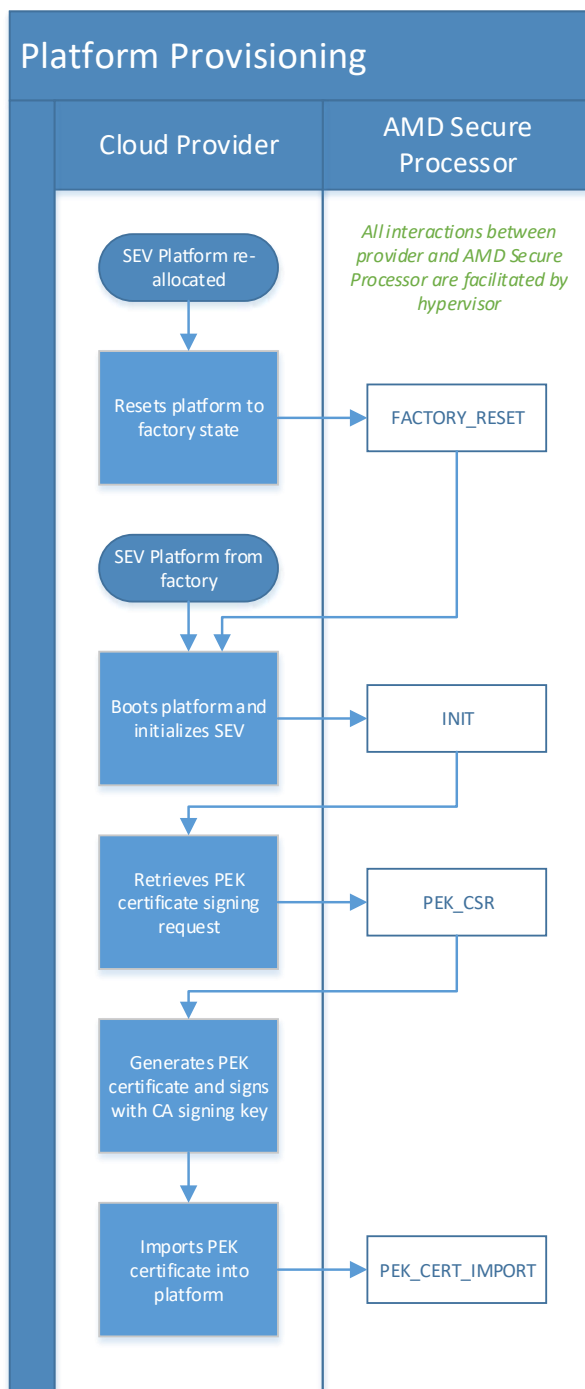 Platform Provisioning
Cloud Provider
AMD Secure
Processor
All interactions between
provider and AMD Secure
Processor are facilitated by
hypervisor
SEV Platform re-
allocated
Resets platform to
factory state
FACTORY_RESET
SEV Platform from
factory
Boots platform and
initializes SEV
INIT
Retrieves PEK
certificate signing
request
PEK_CSR
Generates PEK
certificate and signs
with CA signing key
Imports PEK
certificate into
platform
PEK_CERT_IMPORT